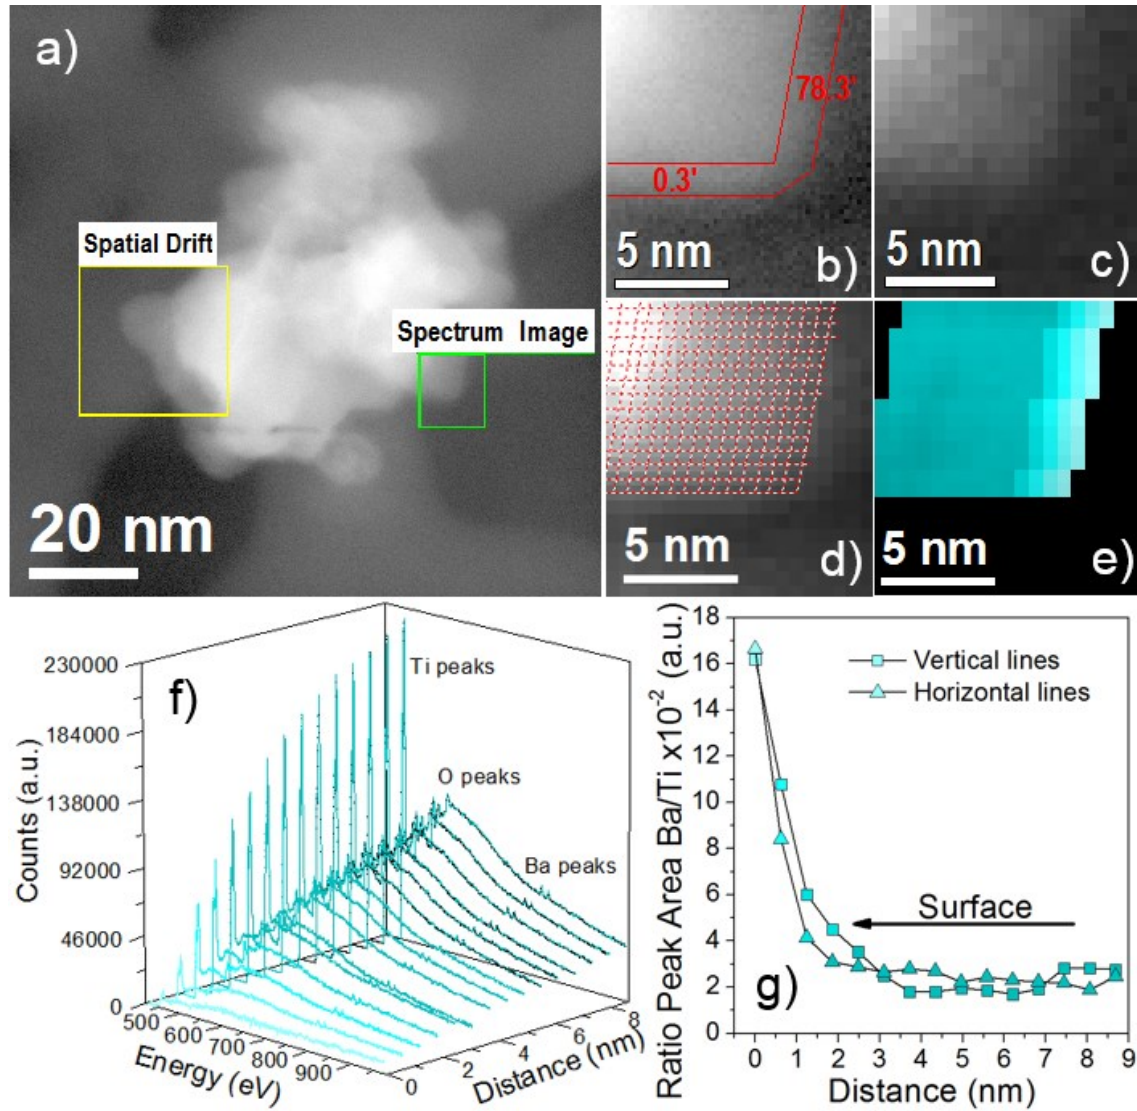 a)
Spatial Drift
Spectrum Image
20 nm
78.3'
0.3'
5 nm
b)
5 nm
c)
5 nm
d)
5 nm
e)
f)
230000
184000
138000
92000
46000
0
Counts (a.u.)
Ti peaks
O peaks
Ba peaks
500
600
700
800
900
Energy (eV)
0
2
4
6
8
Distance (nm)
Ratio Peak Area Ba/Ti x10-2 (a.u.)
18
16
14
12
10
8
6
4
2
0
Vertical lines
Horizontal lines
Surface
g)
0 1 2 3 4 5 6 7 8 9
Distance (nm)